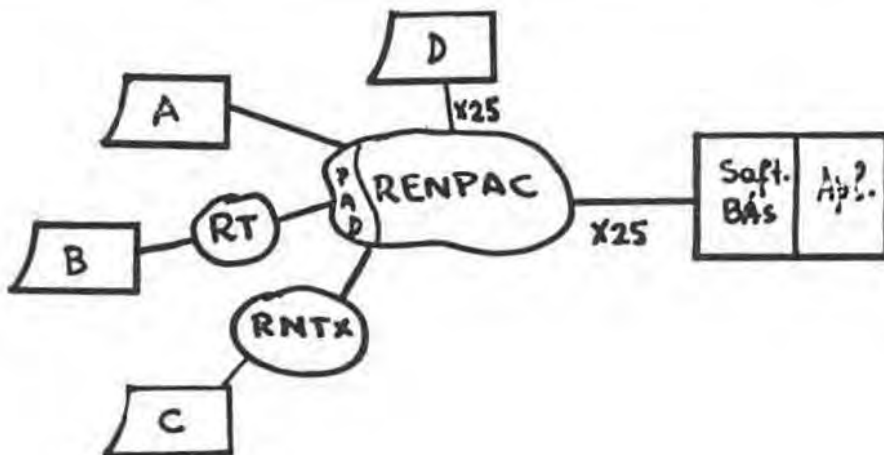 D
A
X25
PAD
RENPAC
Soft.
BÁS
Apl.
RT
X25
B
RNTX
C